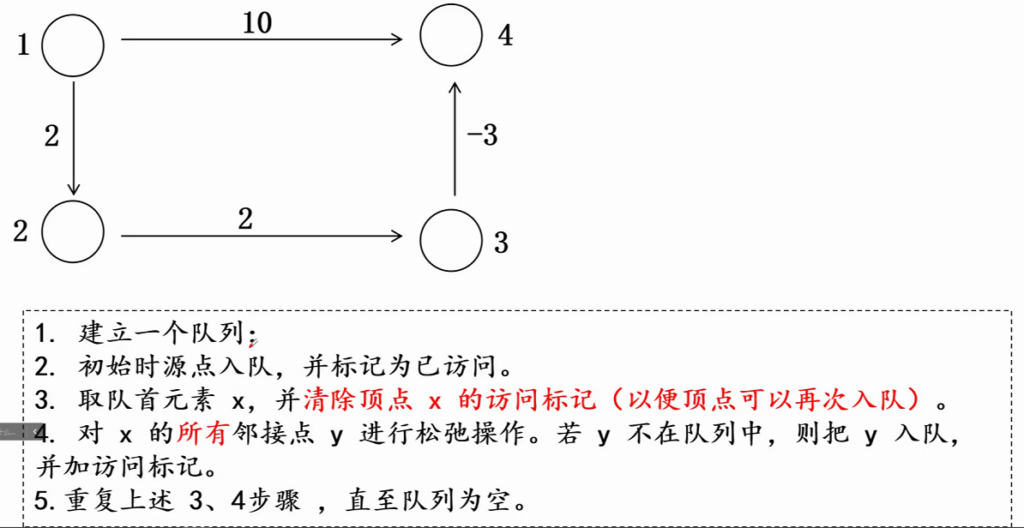 10
1
4
2
-3
2
2
3
1. 建立一个队列;
2. 初始时源点入队，并标记为已访问。
3. 取队首元素 x，并清除顶点 x 的访问标记（以便顶点可以再次入队）。
4. 对 x 的所有邻接点 y 进行松弛操作。若 y 不在队列中，则把 y 入队，
并加访问标记。
5.重复上述 3、4步骤 ，直至队列为空。